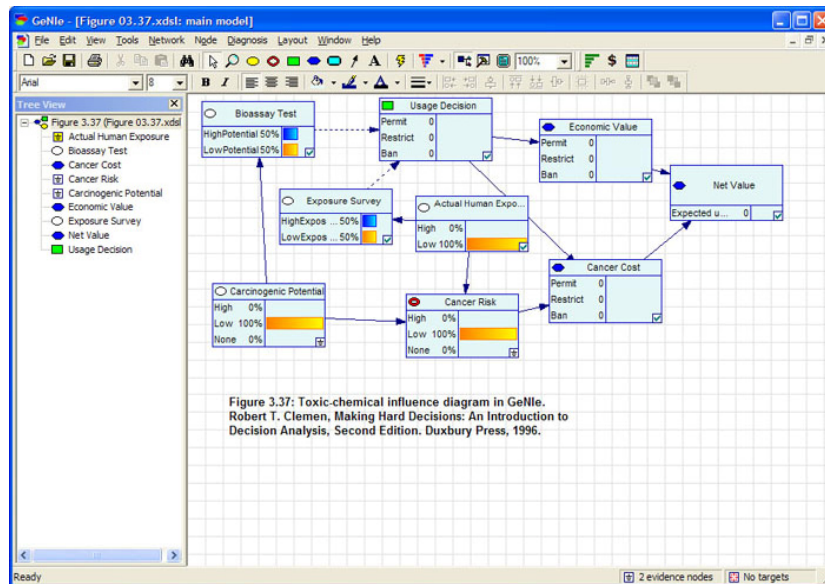 GeNIe - [Figure 03.37.xdsl: main model]
File Edit View Tools Network Node Diagnosis Layout Window Help
100%
Arial 8 B I
Tree View
Figure 3.37 (Figure 03.37.xdsl
Actual Human Exposure
Bioassay Test
Cancer Cost
Cancer Risk
Carcinogenic Potential
Economic Value
Exposure Survey
Net Value
Usage Decision
Bioassay Test
HighPotential 50%
LowPotential 50%
Usage Decision
Permit 0
Restrict 0
Ban 0
Economic Value
Permit 0
Restrict 0
Ban 0
Net Value
Expected u... 0
Exposure Survey
HighExpos ... 50%
LowExpos ... 50%
Actual Human Expo...
High 0%
Low 100%
Cancer Cost
Permit 0
Restrict 0
Ban 0
Carcinogenic Potential
High 0%
Low 100%
None 0%
Cancer Risk
High 0%
Low 100%
None 0%
Figure 3.37: Toxic-chemical influence diagram in GeNIe.
Robert T. Clemen, Making Hard Decisions: An Introduction to
Decision Analysis, Second Edition. Duxbury Press, 1996.
Ready
2 evidence nodes
No targets